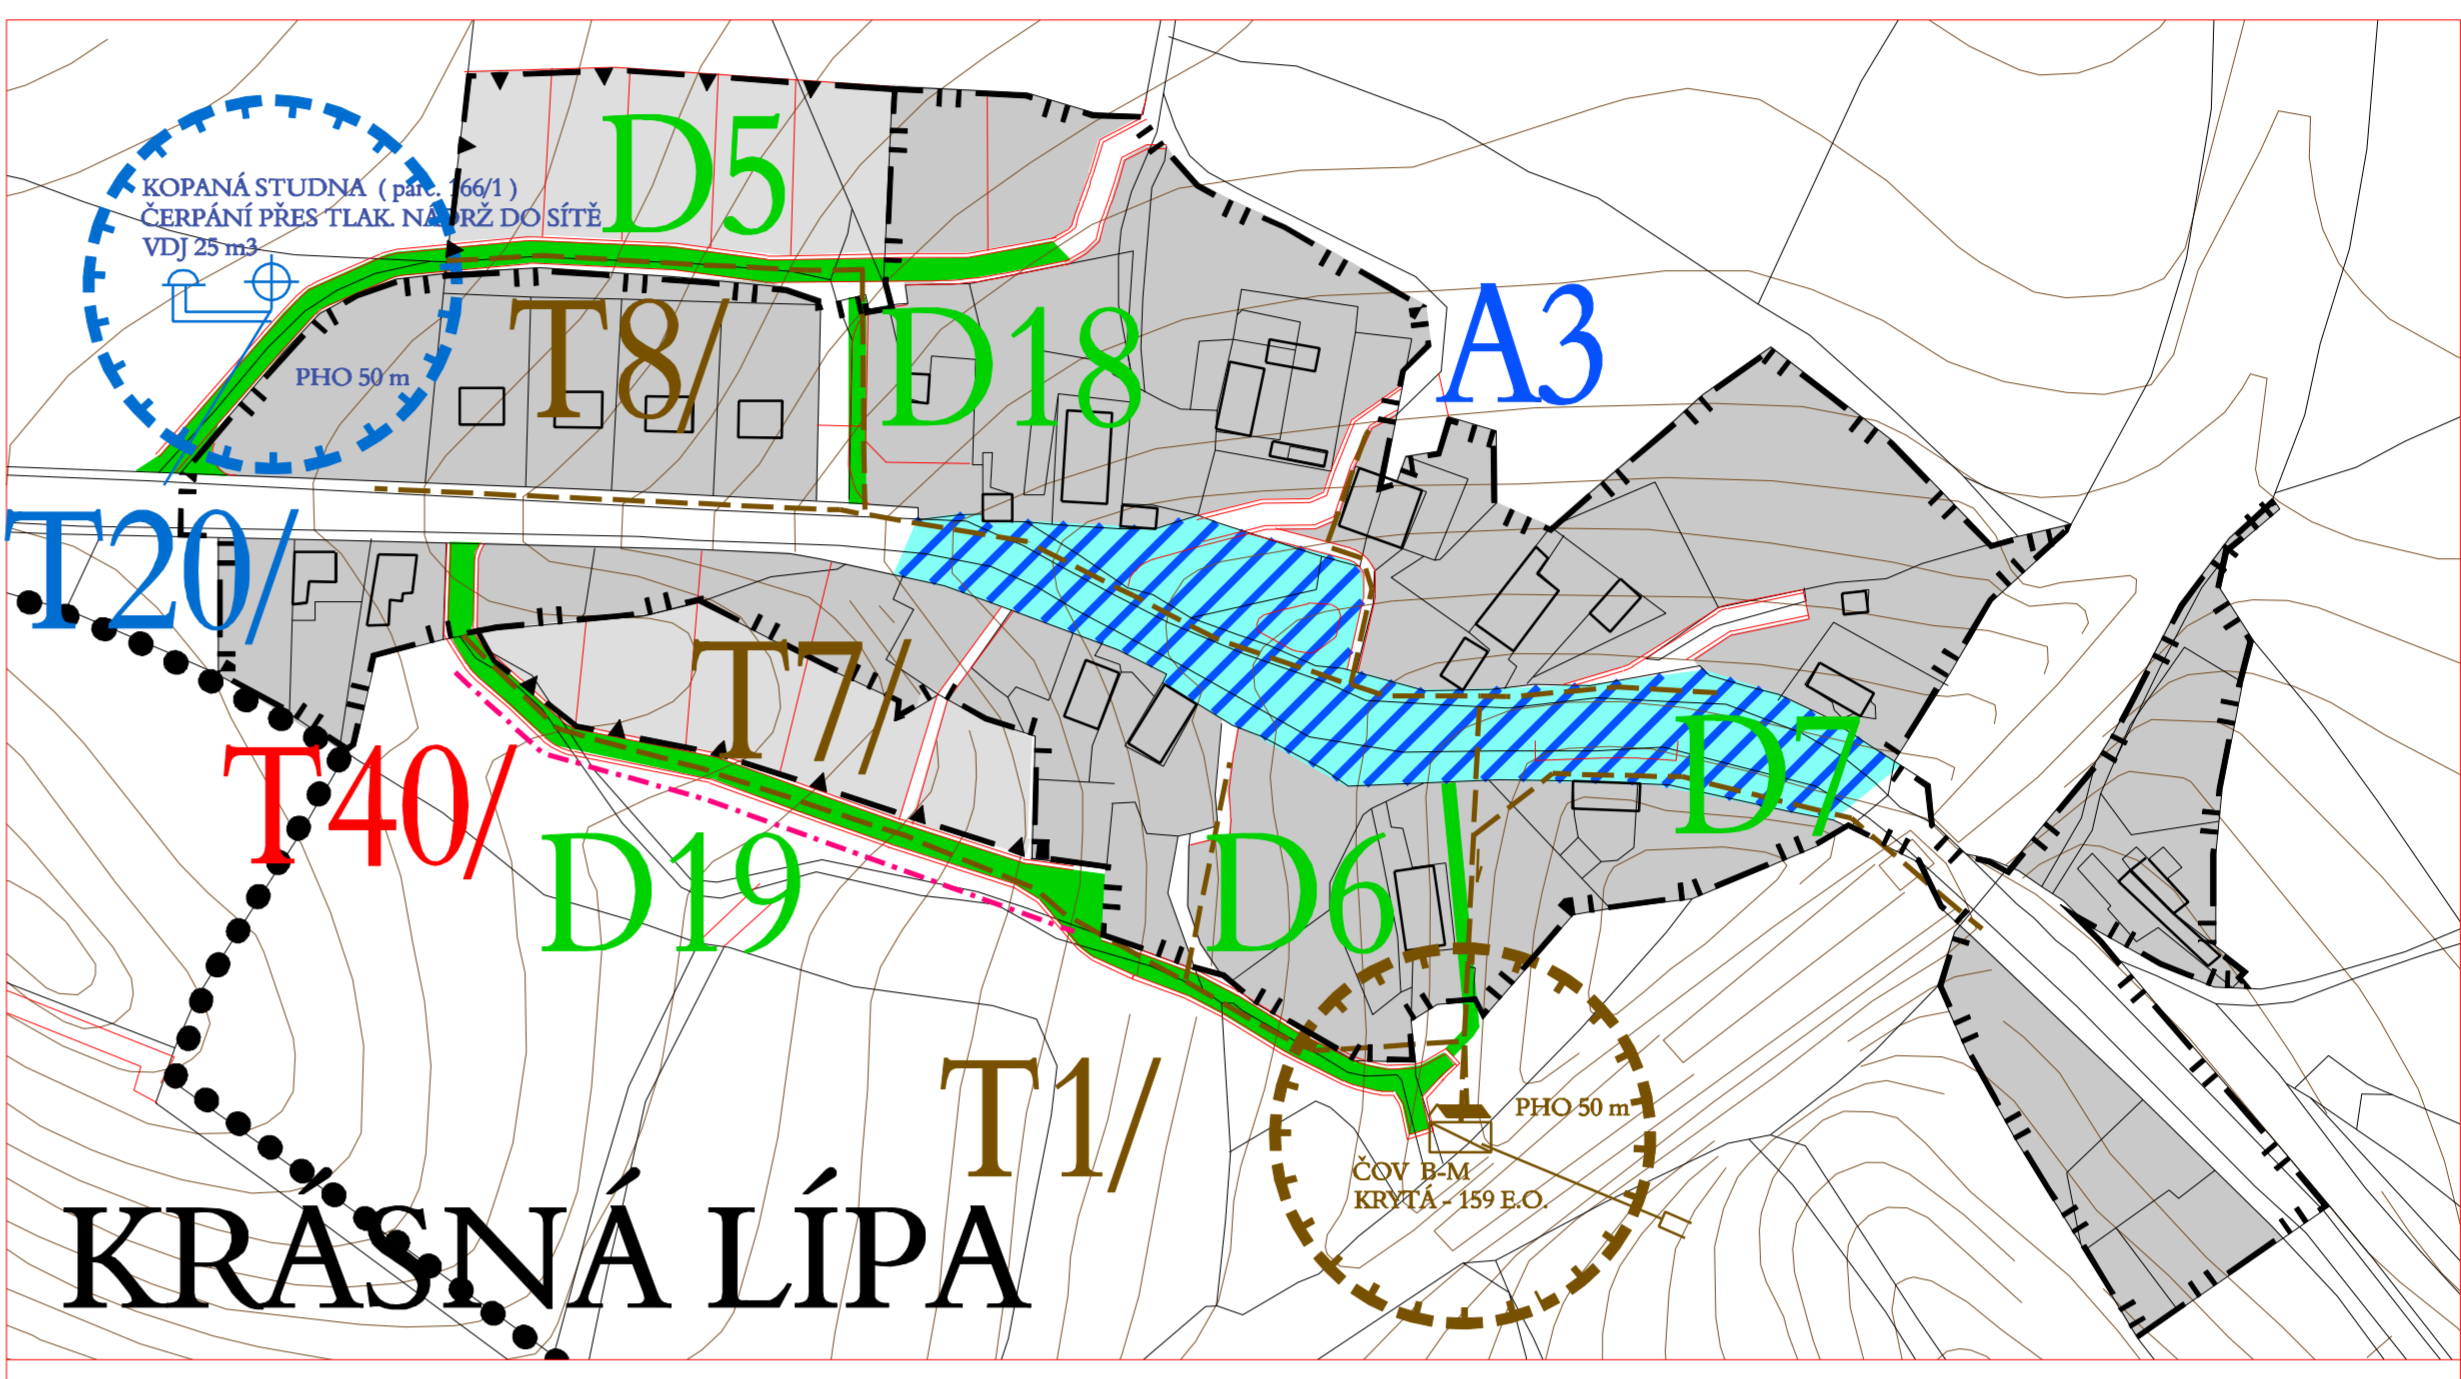 D5
KOPANÁ STUDNA ( parc. 166/1 )
ČERPÁNÍ PŘES TLAK. NÁDRŽ DO SÍTĚ
VDJ 25 m3
PHO 50 m
T8/
D18
A3
T20/
T7/
T40/
D19
D6
D7
T1/
PHO 50 m
ČOV B-M
KRYTÁ - 159 E.O.
KRÁSNÁ LÍPA